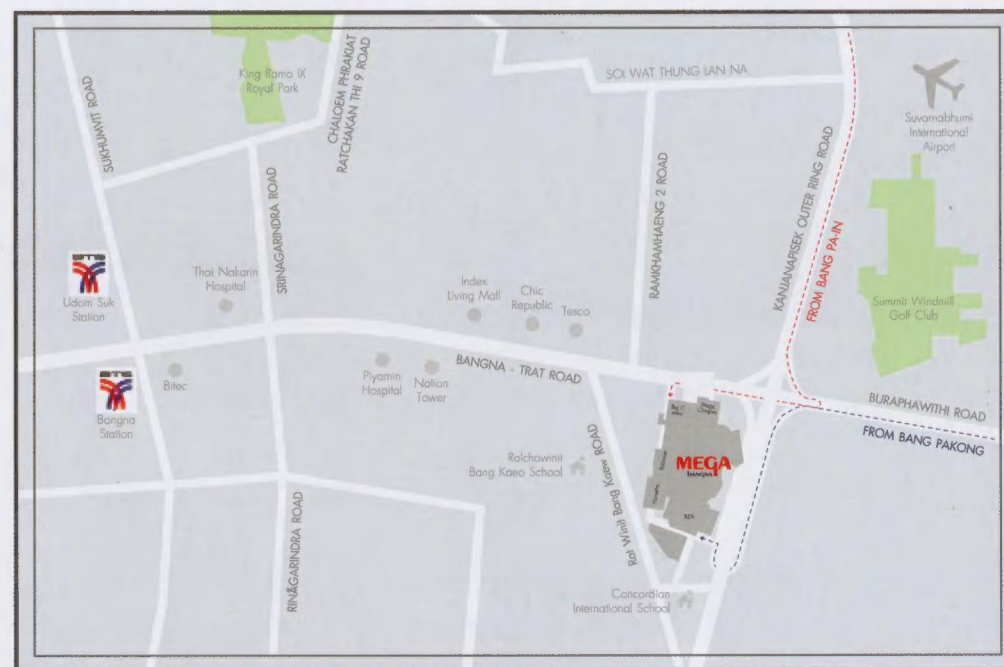 King Rama IX
Royal Park
CHALOEM PHRAKIAT
RATCHAKAN THI 9 ROAD
SUKHUMVIT ROAD
SOI WAT THUNG LAN NA
Suvarnabhumi
International
Airport
SRINAGARINDRA ROAD
RAMKHAMHAENG 2 ROAD
KANJANAPISEK OUTER RING ROAD
FROM BANG PA-IN
Udom Suk
Station
Thai Nakarin
Hospital
Index
Living Mall
Chic
Republic
Tesco
Summit Windmill
Golf Club
BANGNA - TRAT ROAD
Bitec
Piyamin
Hospital
Nation
Tower
Bangna
Station
BURAPHAWITHI ROAD
FROM BANG PAKONG
Ratchawinit
Bang Kaeo School
Rat Winit Bang Kaew ROAD
MEGA
bangna
IKEA
RINAGARINDRA ROAD
Concordian
International School